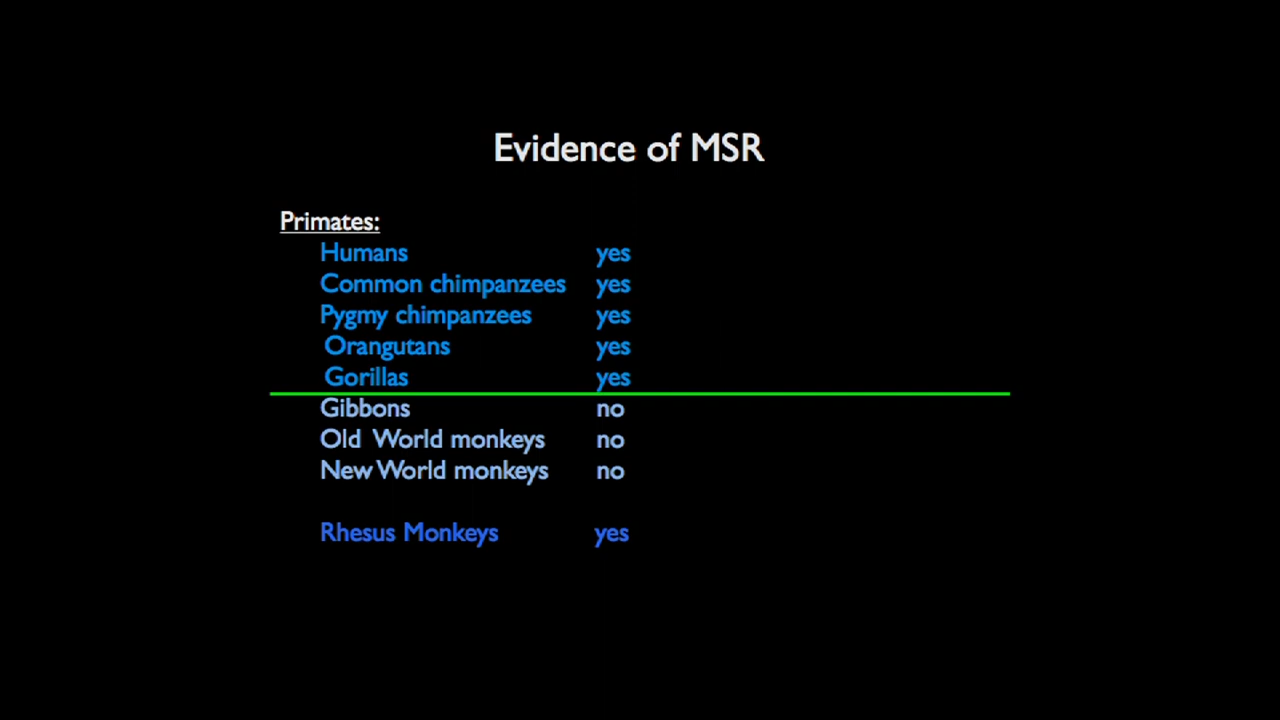 Evidence of MSR
Primates:
Humans yes
Common chimpanzees yes
Pygmy chimpanzees yes
Orangutans yes
Gorillas yes
Gibbons no
Old World monkeys no
New World monkeys no
Rhesus Monkeys yes